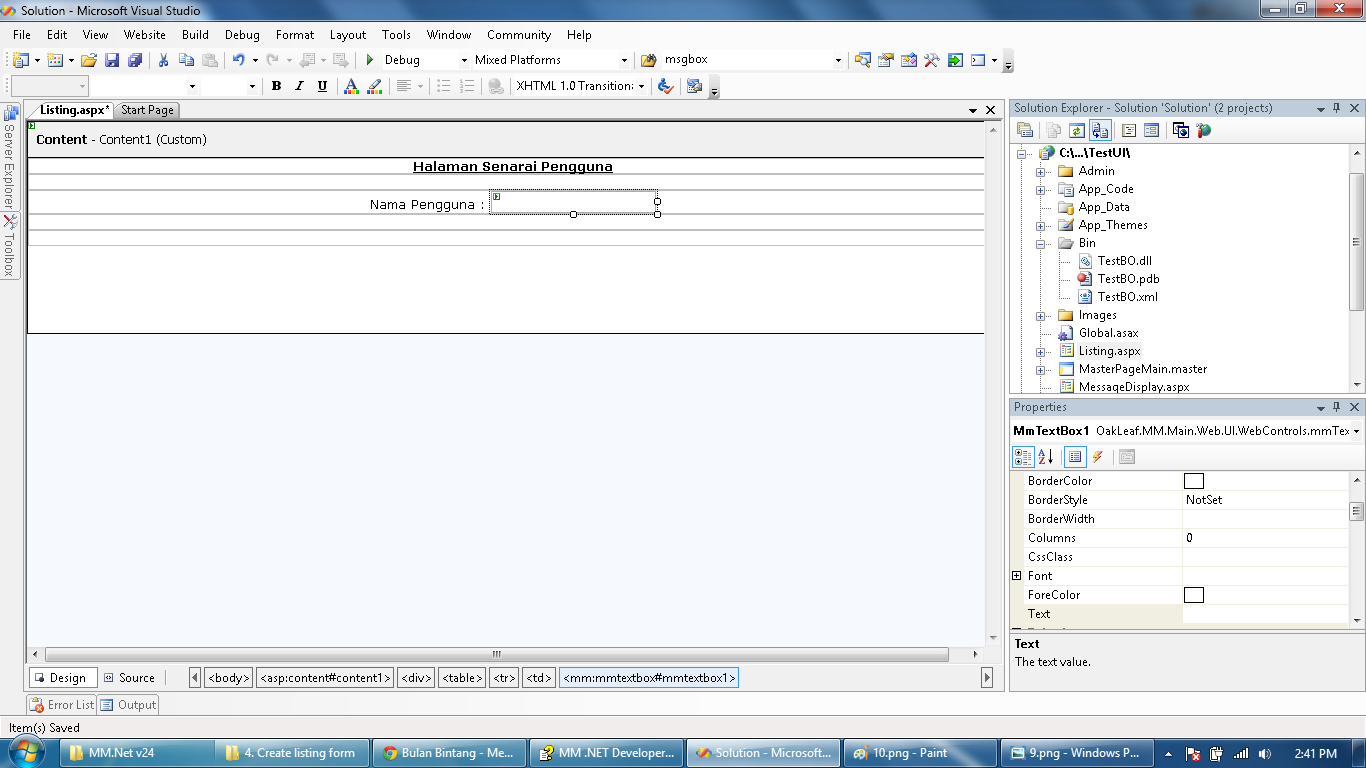 Solution - Microsoft Visual Studio
File Edit View Website Build Debug Format Layout Tools Window Community Help
Debug Mixed Platforms msgbox
B I U A XHTML 1.0 Transition:
Listing.aspx* Start Page
Server Explorer
Toolbox
Content - Content1 (Custom)
Halaman Senarai Pengguna
Nama Pengguna :
Design Source <body> <asp:content#content1> <div> <table> <tr> <td> <mm:mmtextbox#mmtextbox1>
Error List Output
Item(s) Saved
Solution Explorer - Solution 'Solution' (2 projects)
C:\...\TestUI\
Admin
App_Code
App_Data
App_Themes
Bin
TestBO.dll
TestBO.pdb
TestBO.xml
Images
Global.asax
Listing.aspx
MasterPageMain.master
MessageDisplay.aspx
Properties
MmTextBox1 OakLeaf.MM.Main.Web.UI.WebControls.mmTex
BorderColor
BorderStyle NotSet
BorderWidth
Columns 0
CssClass
Font
ForeColor
Text
Text
The text value.
MM.Net v24 4. Create listing form Bulan Bintang - Me... MM .NET Developer... Solution - Microsoft... 10.png - Paint 9.png - Windows P... 2:41 PM